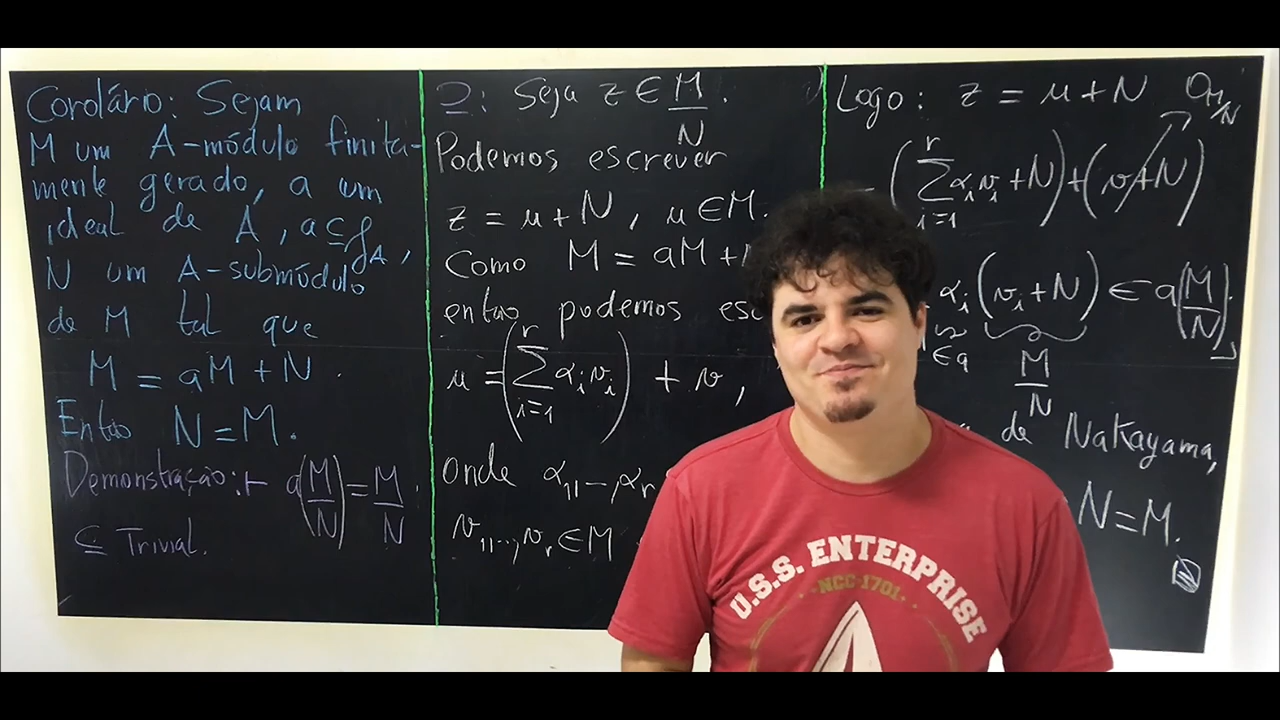 Corolário: Sejam
M um A-módulo finita-
mente gerado, a um
ideal de A, a ⊆ J_A,
N um A-submódulo
de M tal que
M = aM + N.
Então N = M.
Demonstração: ⊢ a(M/N) = M/N.
⊆ Trivial.
⊇: Seja z ∈ M/N.
Podemos escrever
z = u + N, u ∈ M.
Como M = aM +
então podemos
u = (∑_{i=1}^{r} α_i v_i) + v,
onde α_1, ..., α_r
v_1, ..., v_r ∈ M
Logo: z = u + N 0_{M/N}
= (∑_{i=1}^{r} α_i v_i + N) + (v + N)
α_i (v_i + N) ∈ a(M/N).
∈ a M/N
de Nakayama,
N = M.
U.S.S. ENTERPRISE
NCC-1701